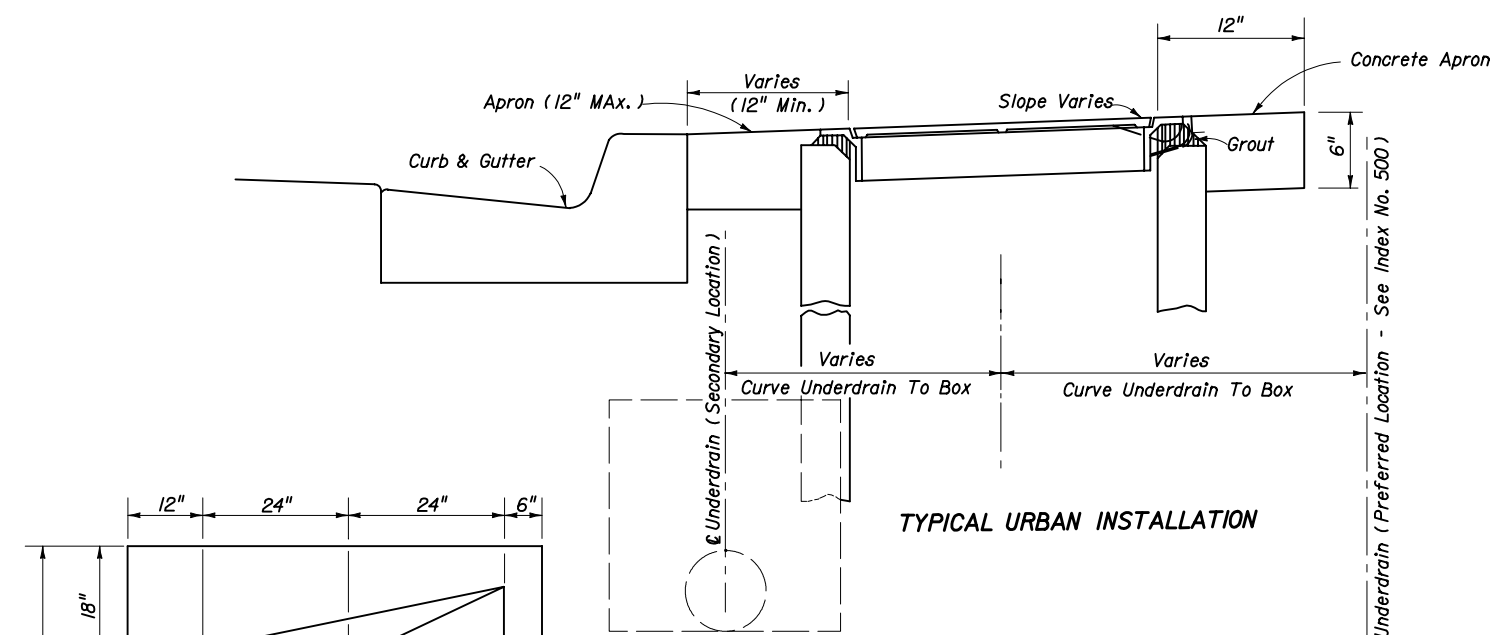 12"
Concrete Apron
Varies
(12" Min.)
Apron (12" MAx.)
Slope Varies
Curb & Gutter
Grout
6"
℄ Underdrain (Secondary Location)
Underdrain (Preferred Location - See Index No. 500)
Varies
Curve Underdrain To Box
Varies
Curve Underdrain To Box
TYPICAL URBAN INSTALLATION
12"
24"
24"
6"
18"